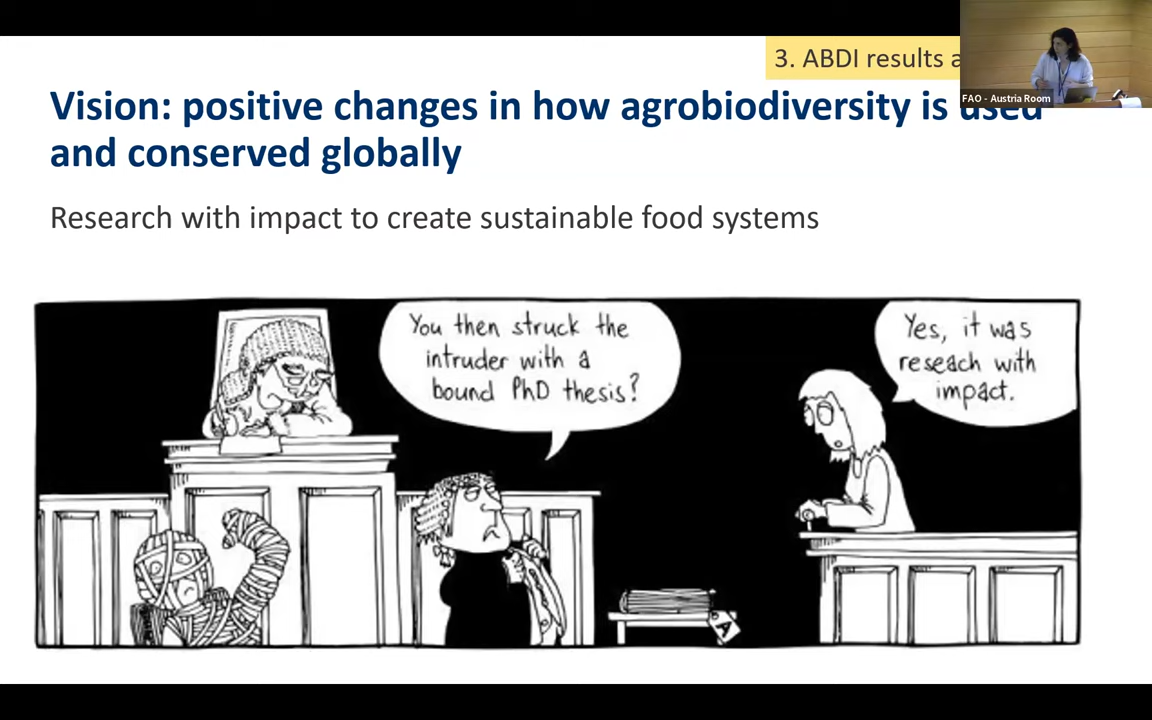 3. ABDI results a
FAO - Austria Room
Vision: positive changes in how agrobiodiversity is used
and conserved globally
Research with impact to create sustainable food systems
You then struck the
intruder with a
bound PhD thesis?
Yes, it was
reseach with
impact.
A